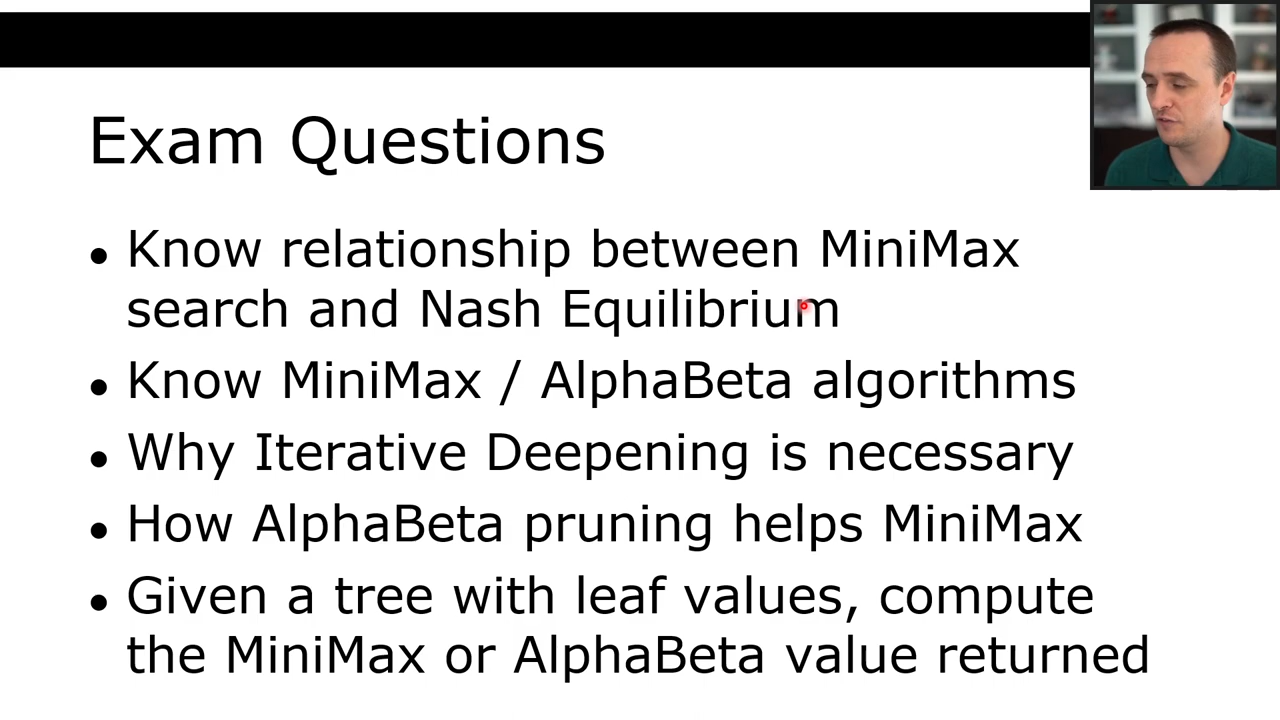 Exam Questions
• Know relationship between MiniMax
search and Nash Equilibrium
• Know MiniMax / AlphaBeta algorithms
• Why Iterative Deepening is necessary
• How AlphaBeta pruning helps MiniMax
• Given a tree with leaf values, compute
the MiniMax or AlphaBeta value returned